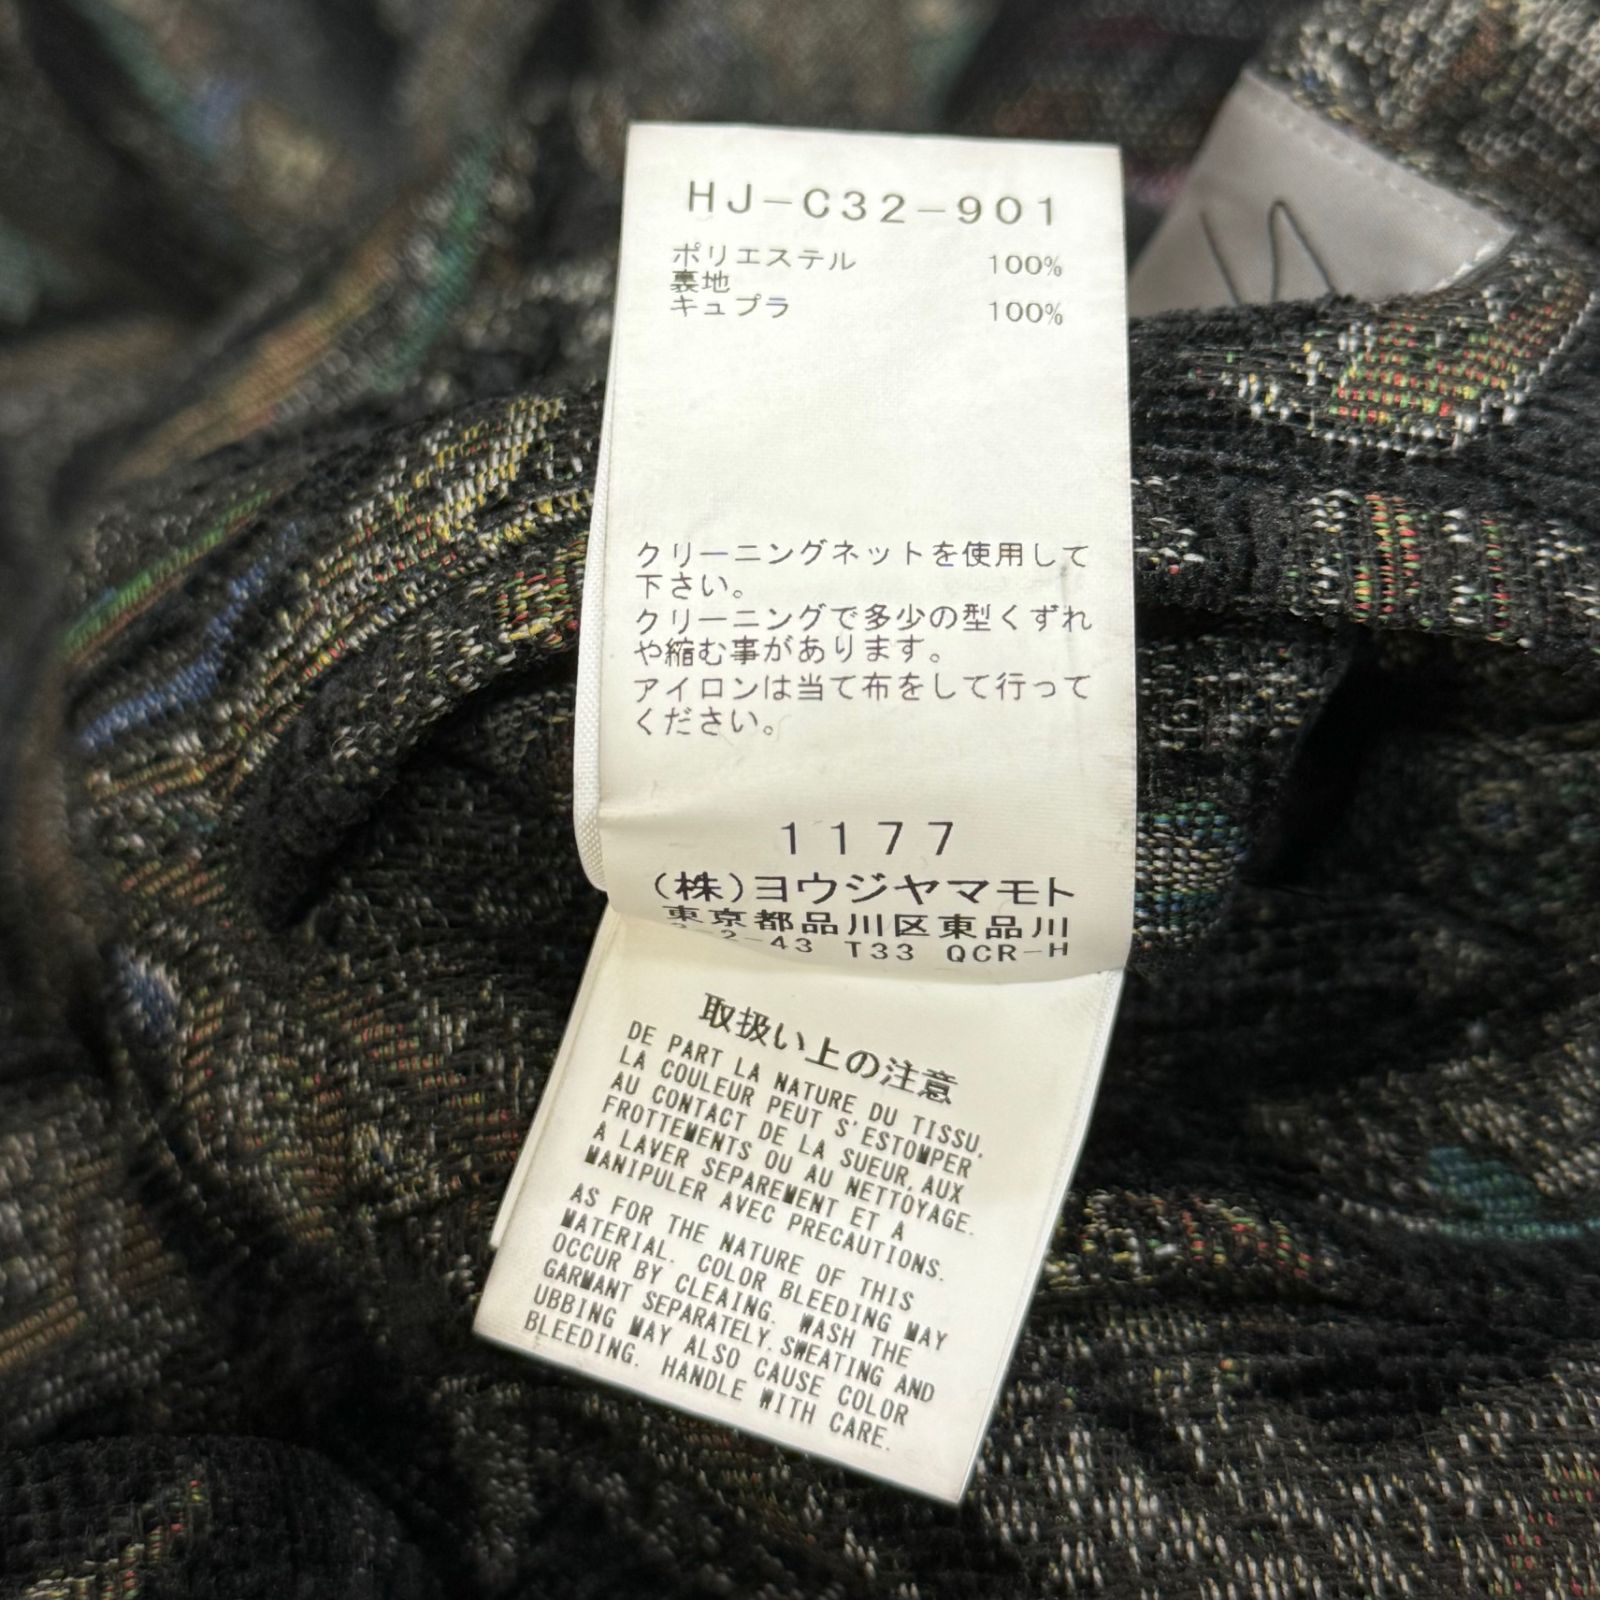 HJ-C32-901
ポリエステル 100%
裏地
キュプラ 100%
クリーニングネットを使用して
下さい。
クリーニングで多少の型くずれ
や縮む事があります。
アイロンは当て布をして行って
ください。
1177
(株)ヨウジヤマモト
東京都品川区東品川
2-2-43 T33 QCR-H
取扱い上の注意
DE PART LA NATURE DU TISSU,
LA COULEUR PEUT S'ESTOMPER
AU CONTACT DE LA SUEUR, AUX
FROTTEMENTS OU AU NETTOYAGE.
A LAVER SEPAREMENT ET A
MANIPULER AVEC PRECAUTIONS.
AS FOR THE NATURE OF THIS
MATERIAL. COLOR BLEEDING MAY
OCCUR BY CLEAING. WASH THE
GARMANT SEPARATELY. SWEATING AND
UBBING MAY ALSO CAUSE COLOR
BLEEDING. HANDLE WITH CARE.